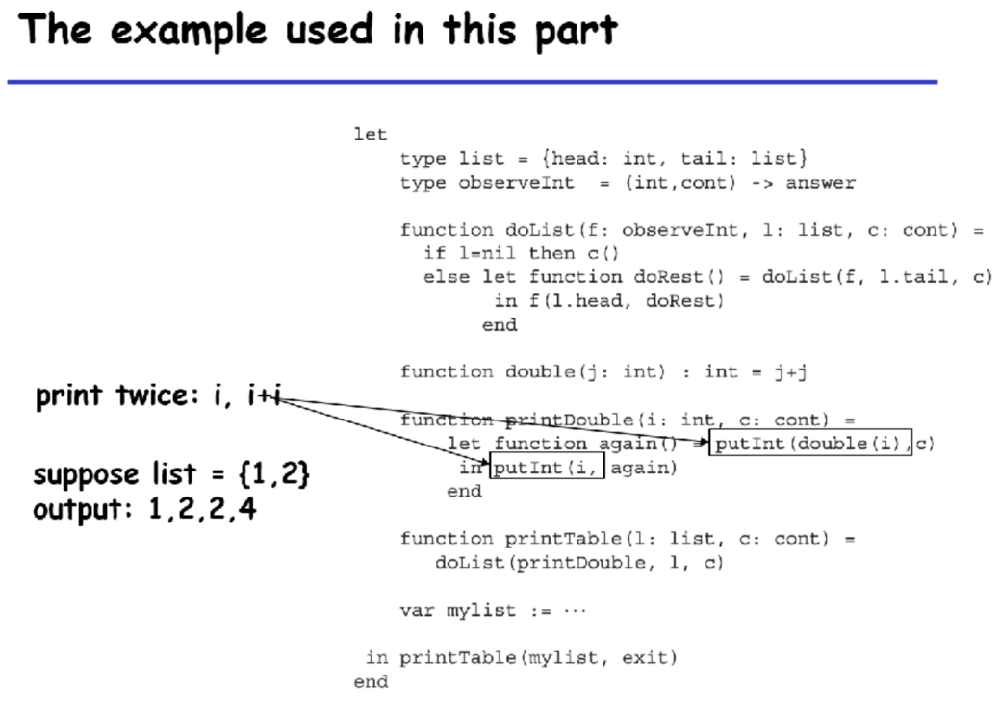 The example used in this part
let
type list = {head: int, tail: list}
type observeInt = (int,cont) -> answer
function doList(f: observeInt, l: list, c: cont) =
if l=nil then c()
else let function doRest() = doList(f, l.tail, c)
in f(l.head, doRest)
end
function double(j: int) : int = j+j
print twice: i, i+i
function printDouble(i: int, c: cont) =
let function again() = putInt(double(i),c)
in putInt(i, again)
end
suppose list = {1,2}
output: 1,2,2,4
function printTable(l: list, c: cont) =
doList(printDouble, l, c)
var mylist := ···
in printTable(mylist, exit)
end